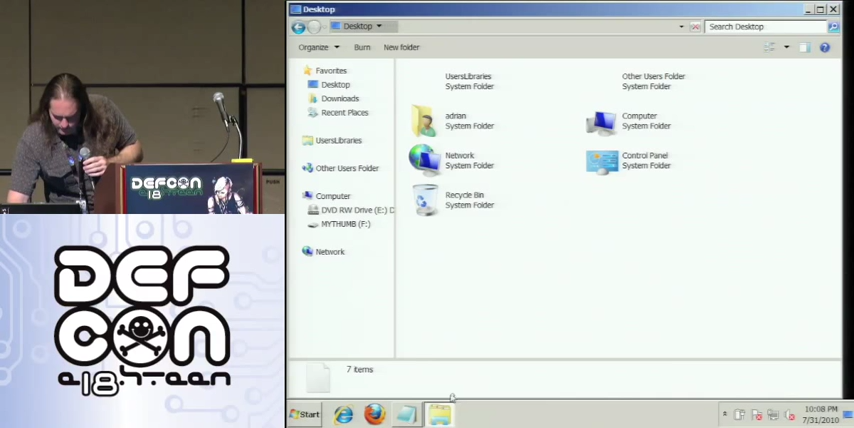 DEFCON
18
DEF
CON
e18hteen
Desktop
Desktop
Search Desktop
Organize
Burn
New folder
Favorites
Desktop
Downloads
Recent Places
UsersLibraries
Other Users Folder
Computer
DVD RW Drive (E:) D
MYTHUMB (F:)
Network
UsersLibraries
System Folder
Other Users Folder
System Folder
adrian
System Folder
Computer
System Folder
Network
System Folder
Control Panel
System Folder
Recycle Bin
System Folder
7 items
Start
10:08 PM
7/31/2010